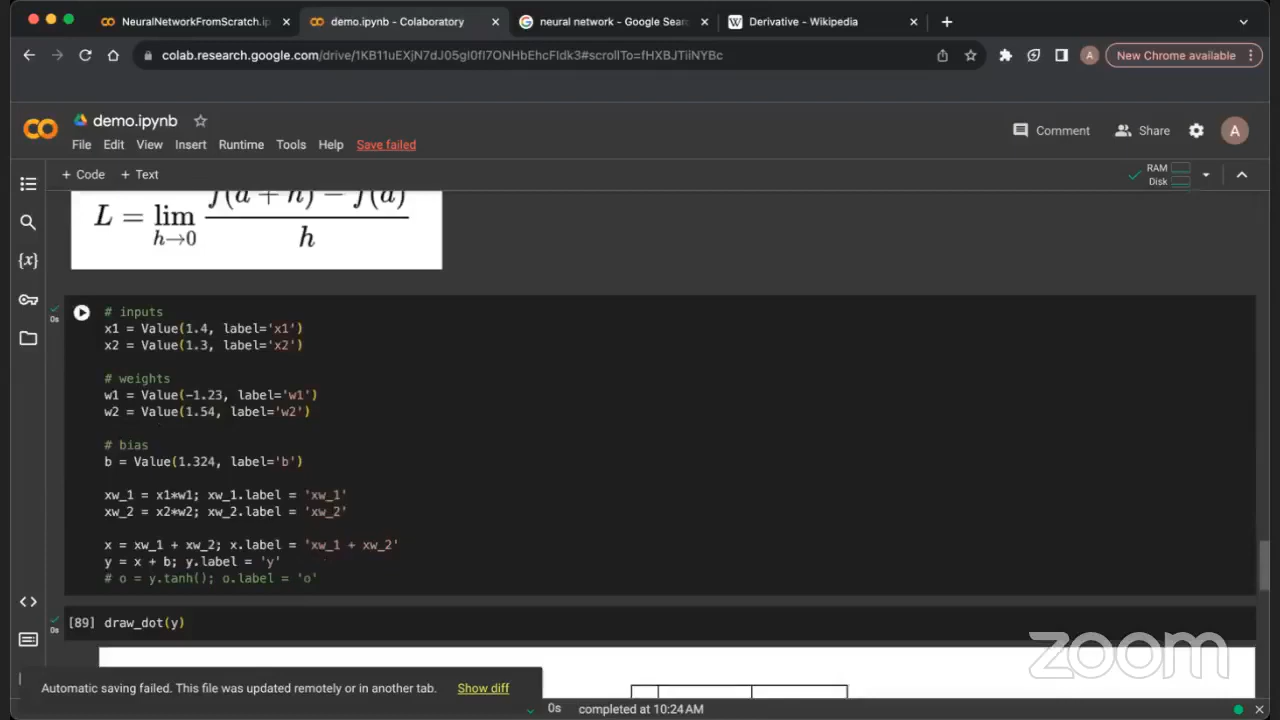 NeuralNetworkFromScratch.ip
demo.ipynb - Colaboratory
neural network - Google Sear
Derivative - Wikipedia
colab.research.google.com/drive/1KB11uEXjN7dJ05gI0fI7ONHbEhcFIdk3#scrollTo=fHXBJTiiNYBc
A
New Chrome available
demo.ipynb
File Edit View Insert Runtime Tools Help Save failed
Comment
Share
A
+ Code + Text
RAM
Disk
L = lim h→0 f(a + h) − f(a) / h
0s
# inputs
x1 = Value(1.4, label='x1')
x2 = Value(1.3, label='x2')
# weights
w1 = Value(-1.23, label='w1')
w2 = Value(1.54, label='w2')
# bias
b = Value(1.324, label='b')
xw_1 = x1*w1; xw_1.label = 'xw_1'
xw_2 = x2*w2; xw_2.label = 'xw_2'
x = xw_1 + xw_2; x.label = 'xw_1 + xw_2'
y = x + b; y.label = 'y'
# o = y.tanh(); o.label = 'o'
0s
[89] draw_dot(y)
zoom
Automatic saving failed. This file was updated remotely or in another tab. Show diff
0s completed at 10:24 AM